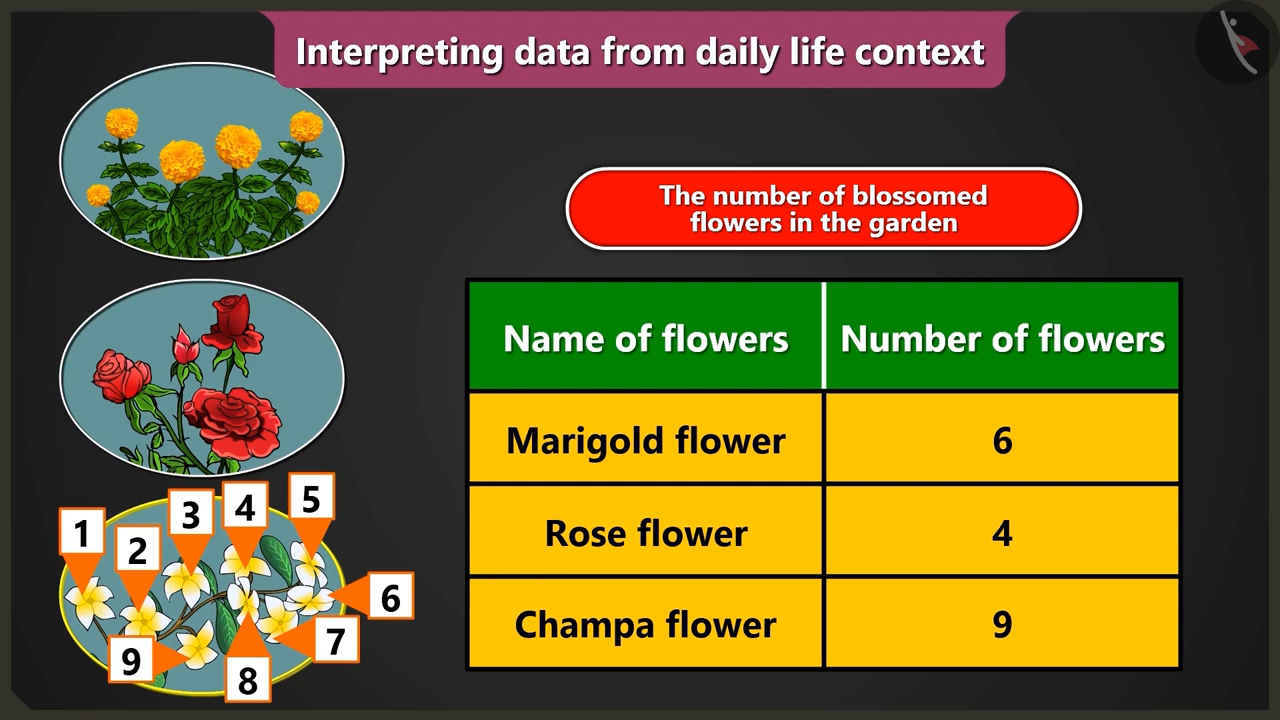 Interpreting data from daily life context
The number of blossomed
flowers in the garden
Name of flowers Number of flowers
Marigold flower 6
Rose flower 4
Champa flower 9
1
2
3
4
5
6
7
8
9